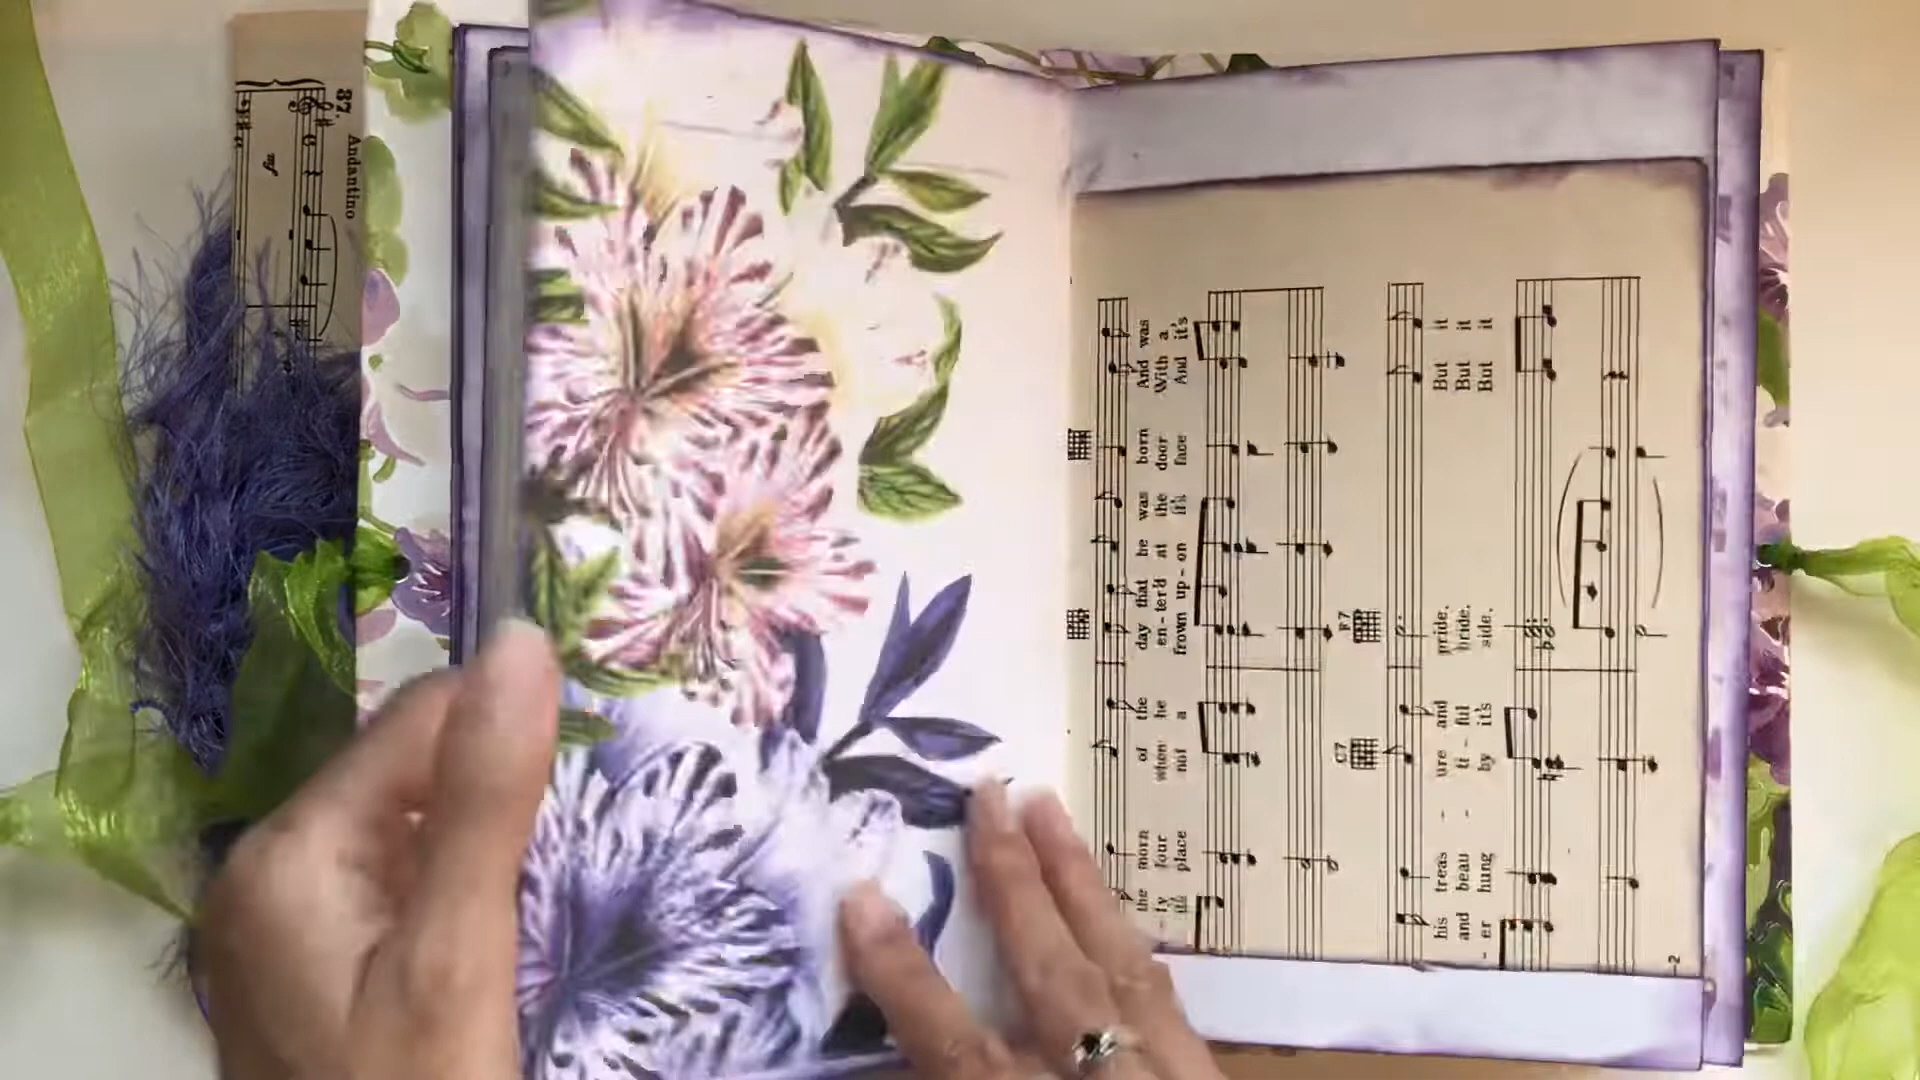 87.
Andantino
the morn of the day that he was born And was
- ly four when he en - ter'd at the door With a
place not a frown up - on it's face And it's
C7
his treas - ure and pride. But it
and beau - ti - ful bride. But it
- er hung by it's side. But it
2